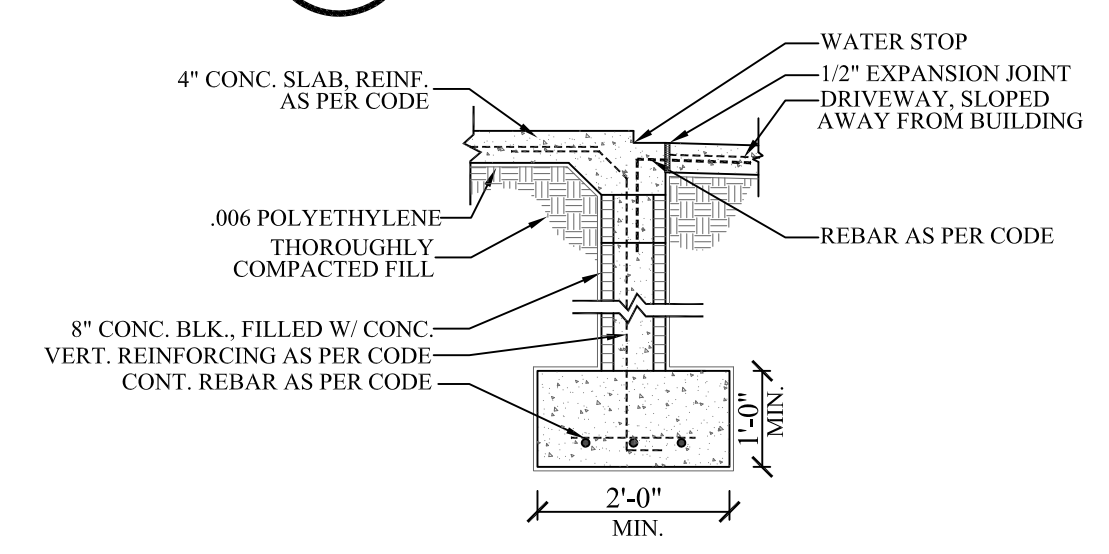 4" CONC. SLAB, REINF.
AS PER CODE
.006 POLYETHYLENE
THOROUGHLY
COMPACTED FILL
8" CONC. BLK., FILLED W/ CONC.
VERT. REINFORCING AS PER CODE
CONT. REBAR AS PER CODE
WATER STOP
1/2" EXPANSION JOINT
DRIVEWAY, SLOPED
AWAY FROM BUILDING
REBAR AS PER CODE
1'-0"
MIN.
2'-0"
MIN.